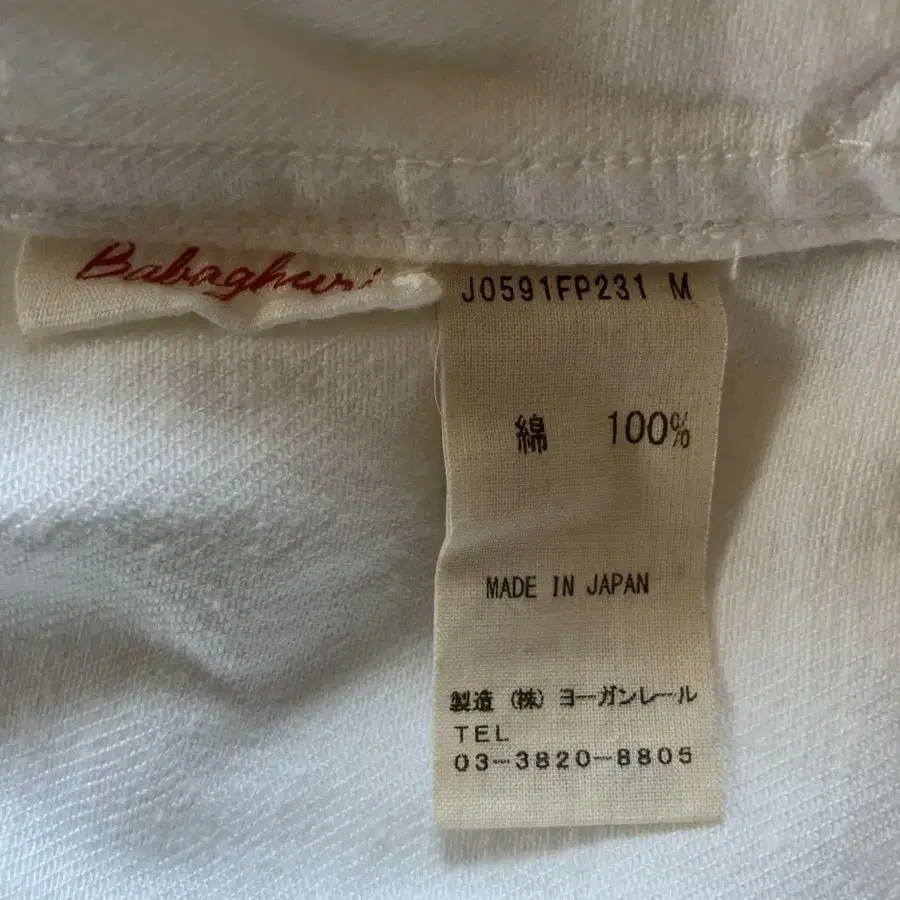 Babaghuri
J0591FP231 M
綿 100%
MADE IN JAPAN
製造 (株) ヨーガンレール
TEL
03-3820-8805